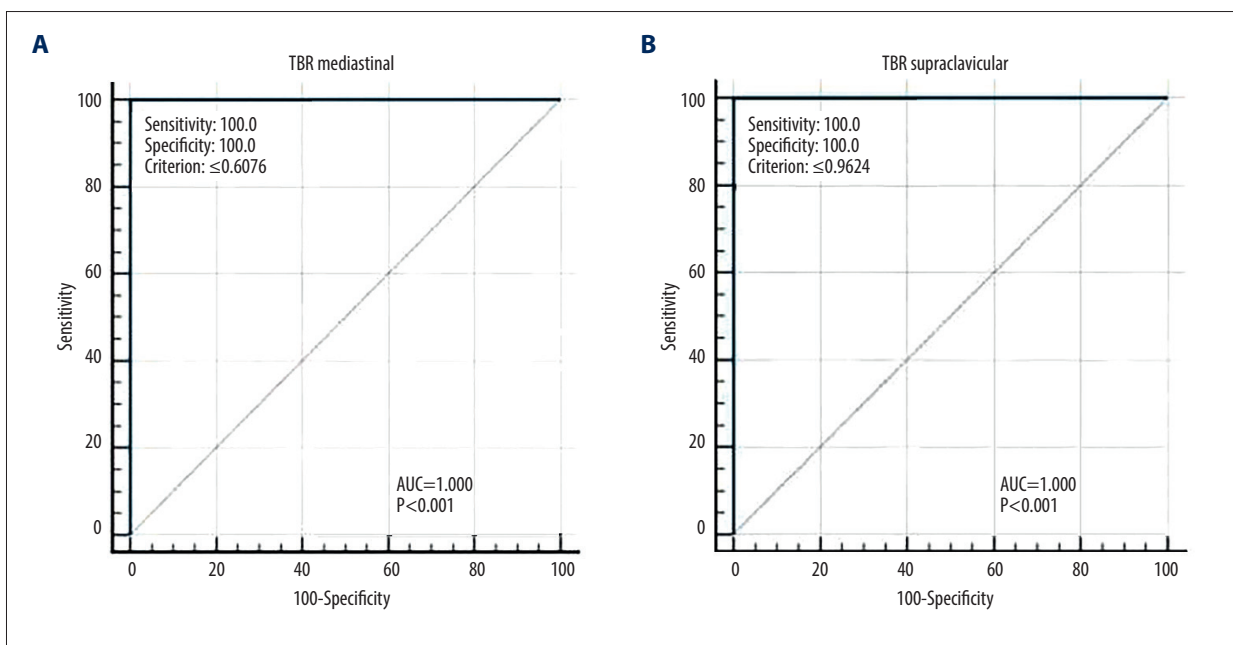 A
TBR mediastinal
100
80
60
40
20
0
Sensitivity
Sensitivity: 100.0
Specificity: 100.0
Criterion: ≤0.6076
AUC=1.000
P<0.001
0 20 40 60 80 100
100-Specificity
B
TBR supraclavicular
100
80
60
40
20
0
Sensitivity
Sensitivity: 100.0
Specificity: 100.0
Criterion: ≤0.9624
AUC=1.000
P<0.001
0 20 40 60 80 100
100-Specificity